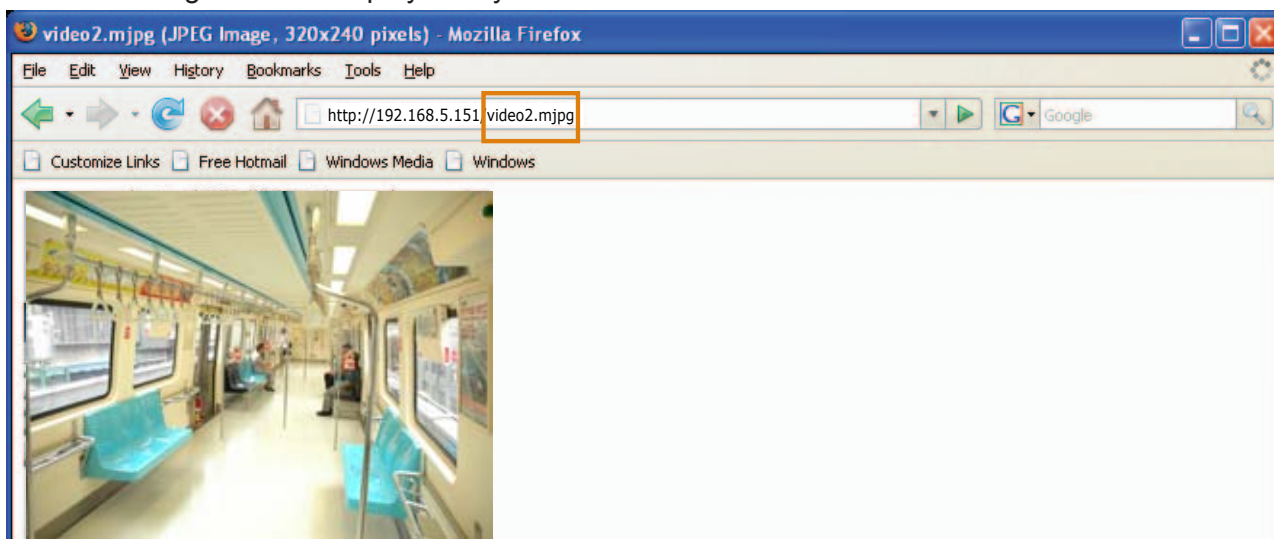 video2.mjpg (JPEG Image, 320x240 pixels) - Mozilla Firefox
File Edit View History Bookmarks Tools Help
http://192.168.5.151/video2.mjpg
G Google
Customize Links Free Hotmail Windows Media Windows